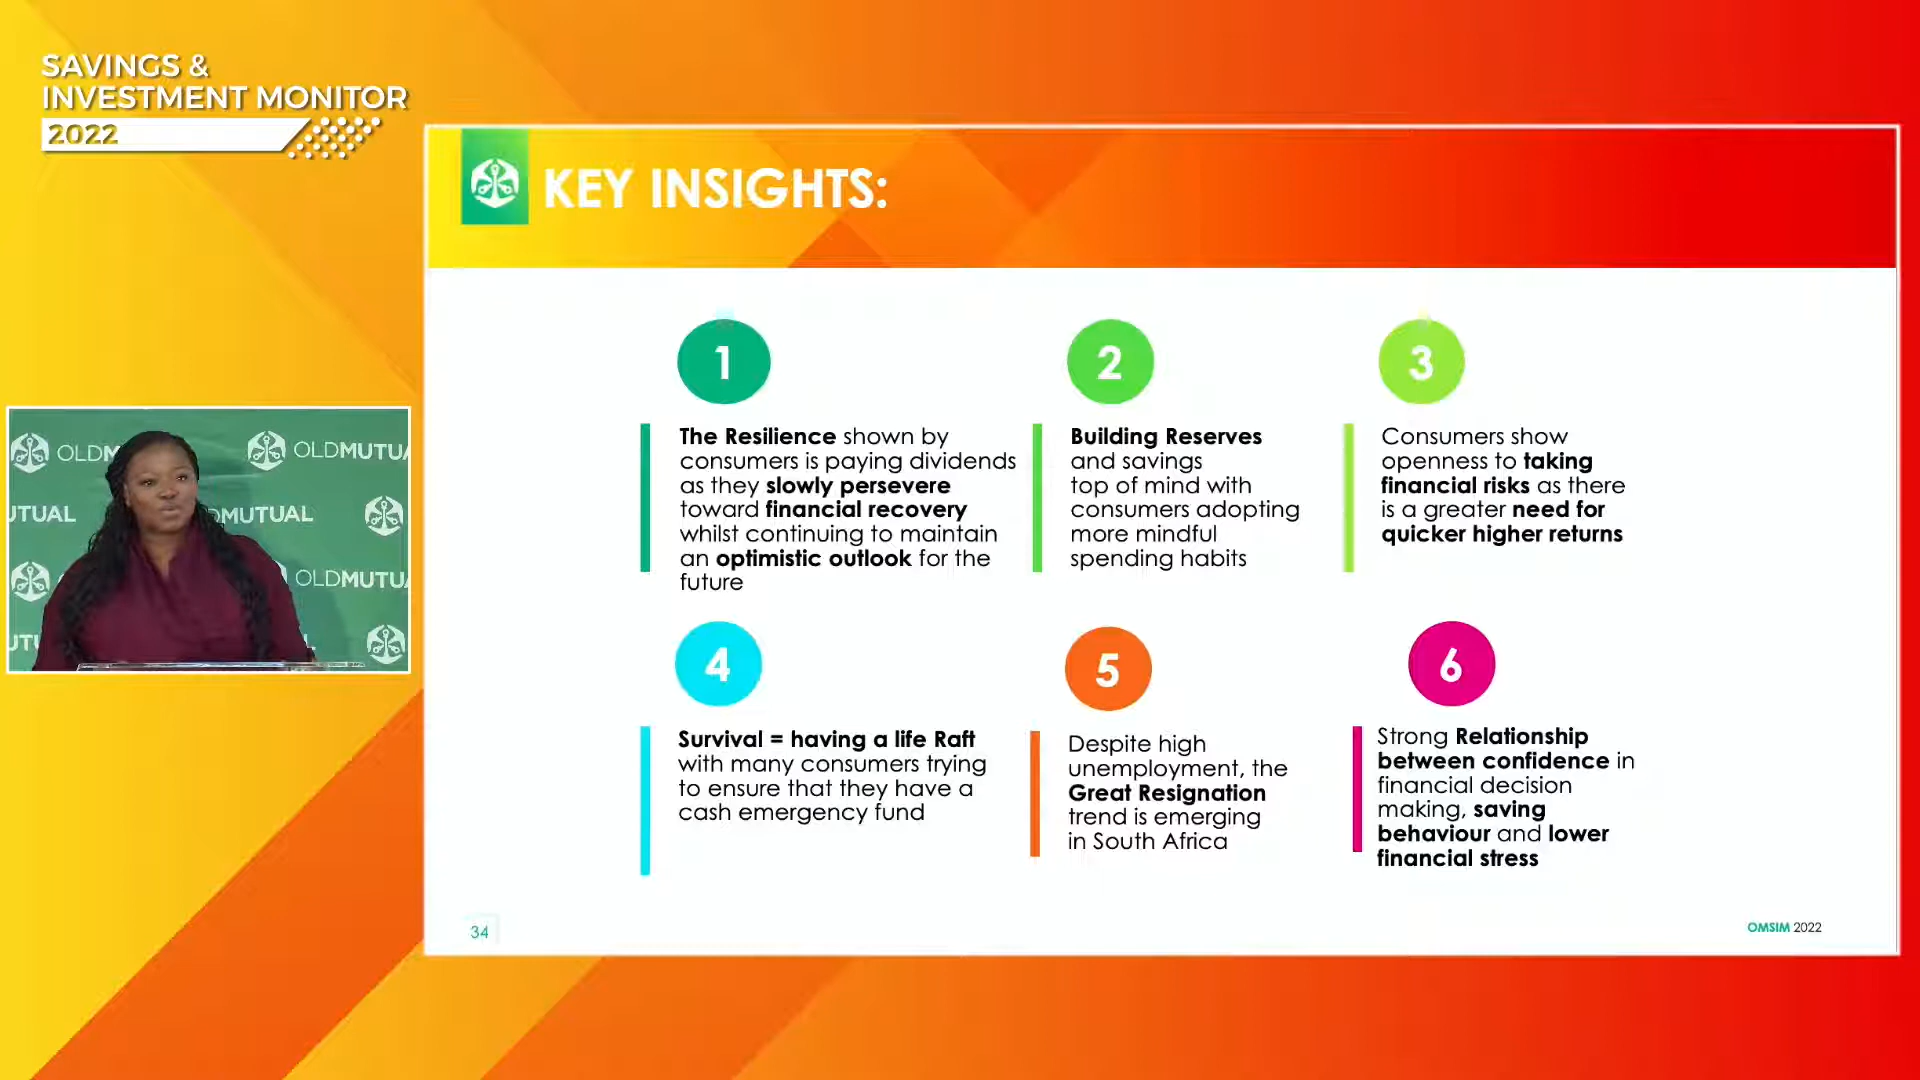 SAVINGS &
INVESTMENT MONITOR
2022
KEY INSIGHTS:
1
The Resilience shown by
consumers is paying dividends
as they slowly persevere
toward financial recovery
whilst continuing to maintain
an optimistic outlook for the
future
2
Building Reserves
and savings
top of mind with
consumers adopting
more mindful
spending habits
3
Consumers show
openness to taking
financial risks as there
is a greater need for
quicker higher returns
4
Survival = having a life Raft
with many consumers trying
to ensure that they have a
cash emergency fund
5
Despite high
unemployment, the
Great Resignation
trend is emerging
in South Africa
6
Strong Relationship
between confidence in
financial decision
making, saving
behaviour and lower
financial stress
34
OMSIM 2022
OLDM
OLDMUTUA
UTUAL
DMUTUAL
OLDMUTUA